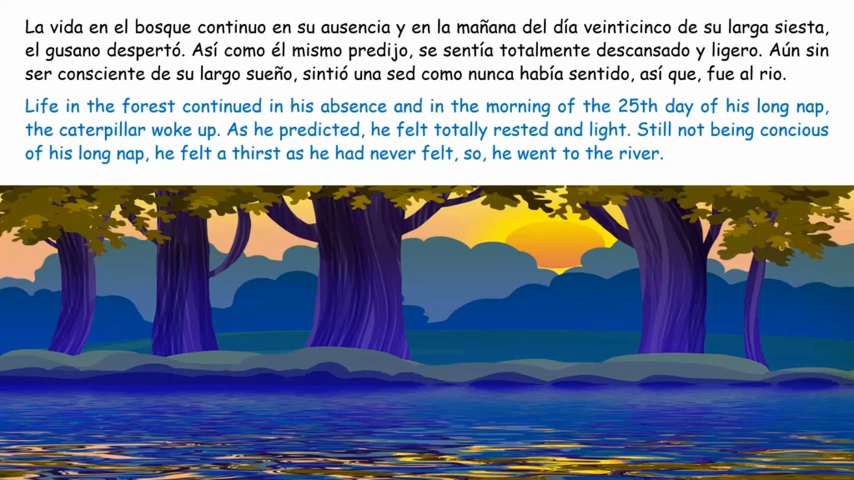 La vida en el bosque continuo en su ausencia y en la mañana del día veinticinco de su larga siesta,
el gusano despertó. Así como él mismo predijo, se sentía totalmente descansado y ligero. Aún sin
ser consciente de su largo sueño, sintió una sed como nunca había sentido, así que, fue al rio.
Life in the forest continued in his absence and in the morning of the 25th day of his long nap,
the caterpillar woke up. As he predicted, he felt totally rested and light. Still not being concious
of his long nap, he felt a thirst as he had never felt, so, he went to the river.